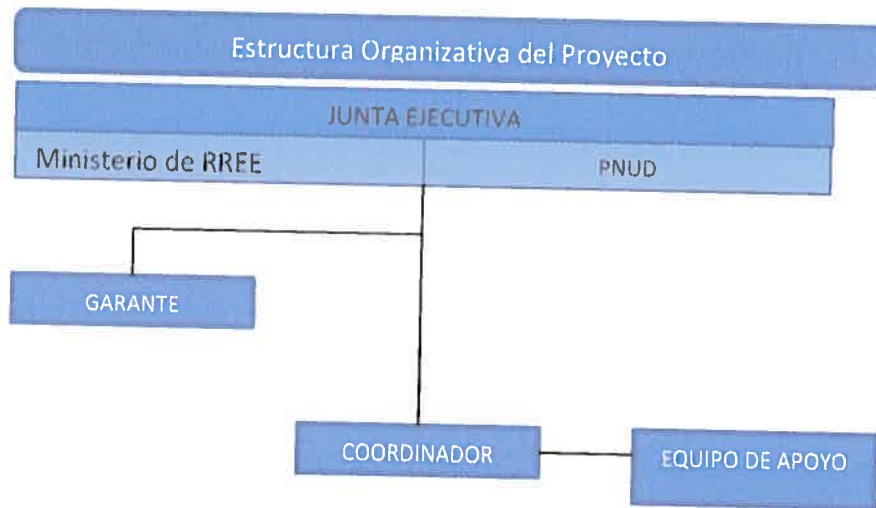 Estructura Organizativa del Proyecto
JUNTA EJECUTIVA
Ministerio de RREE
PNUD
GARANTE
COORDINADOR
EQUIPO DE APOYO